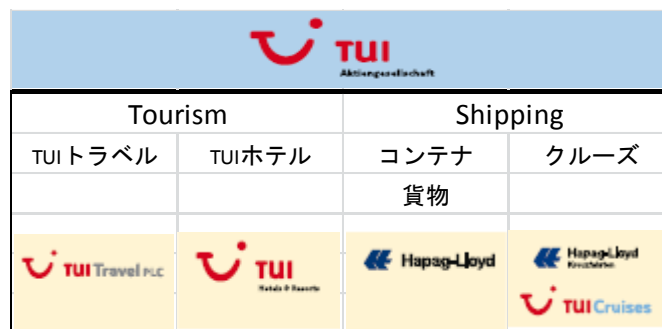 TUI
Aktiengesellschaft
Tourism Shipping
TUIトラベル TUIホテル コンテナ クルーズ
貨物
TUI Travel PLC TUI Hapag-Lloyd Hapag-Lloyd
Hotels & Resorts Kreuzfahrten
TUI Cruises